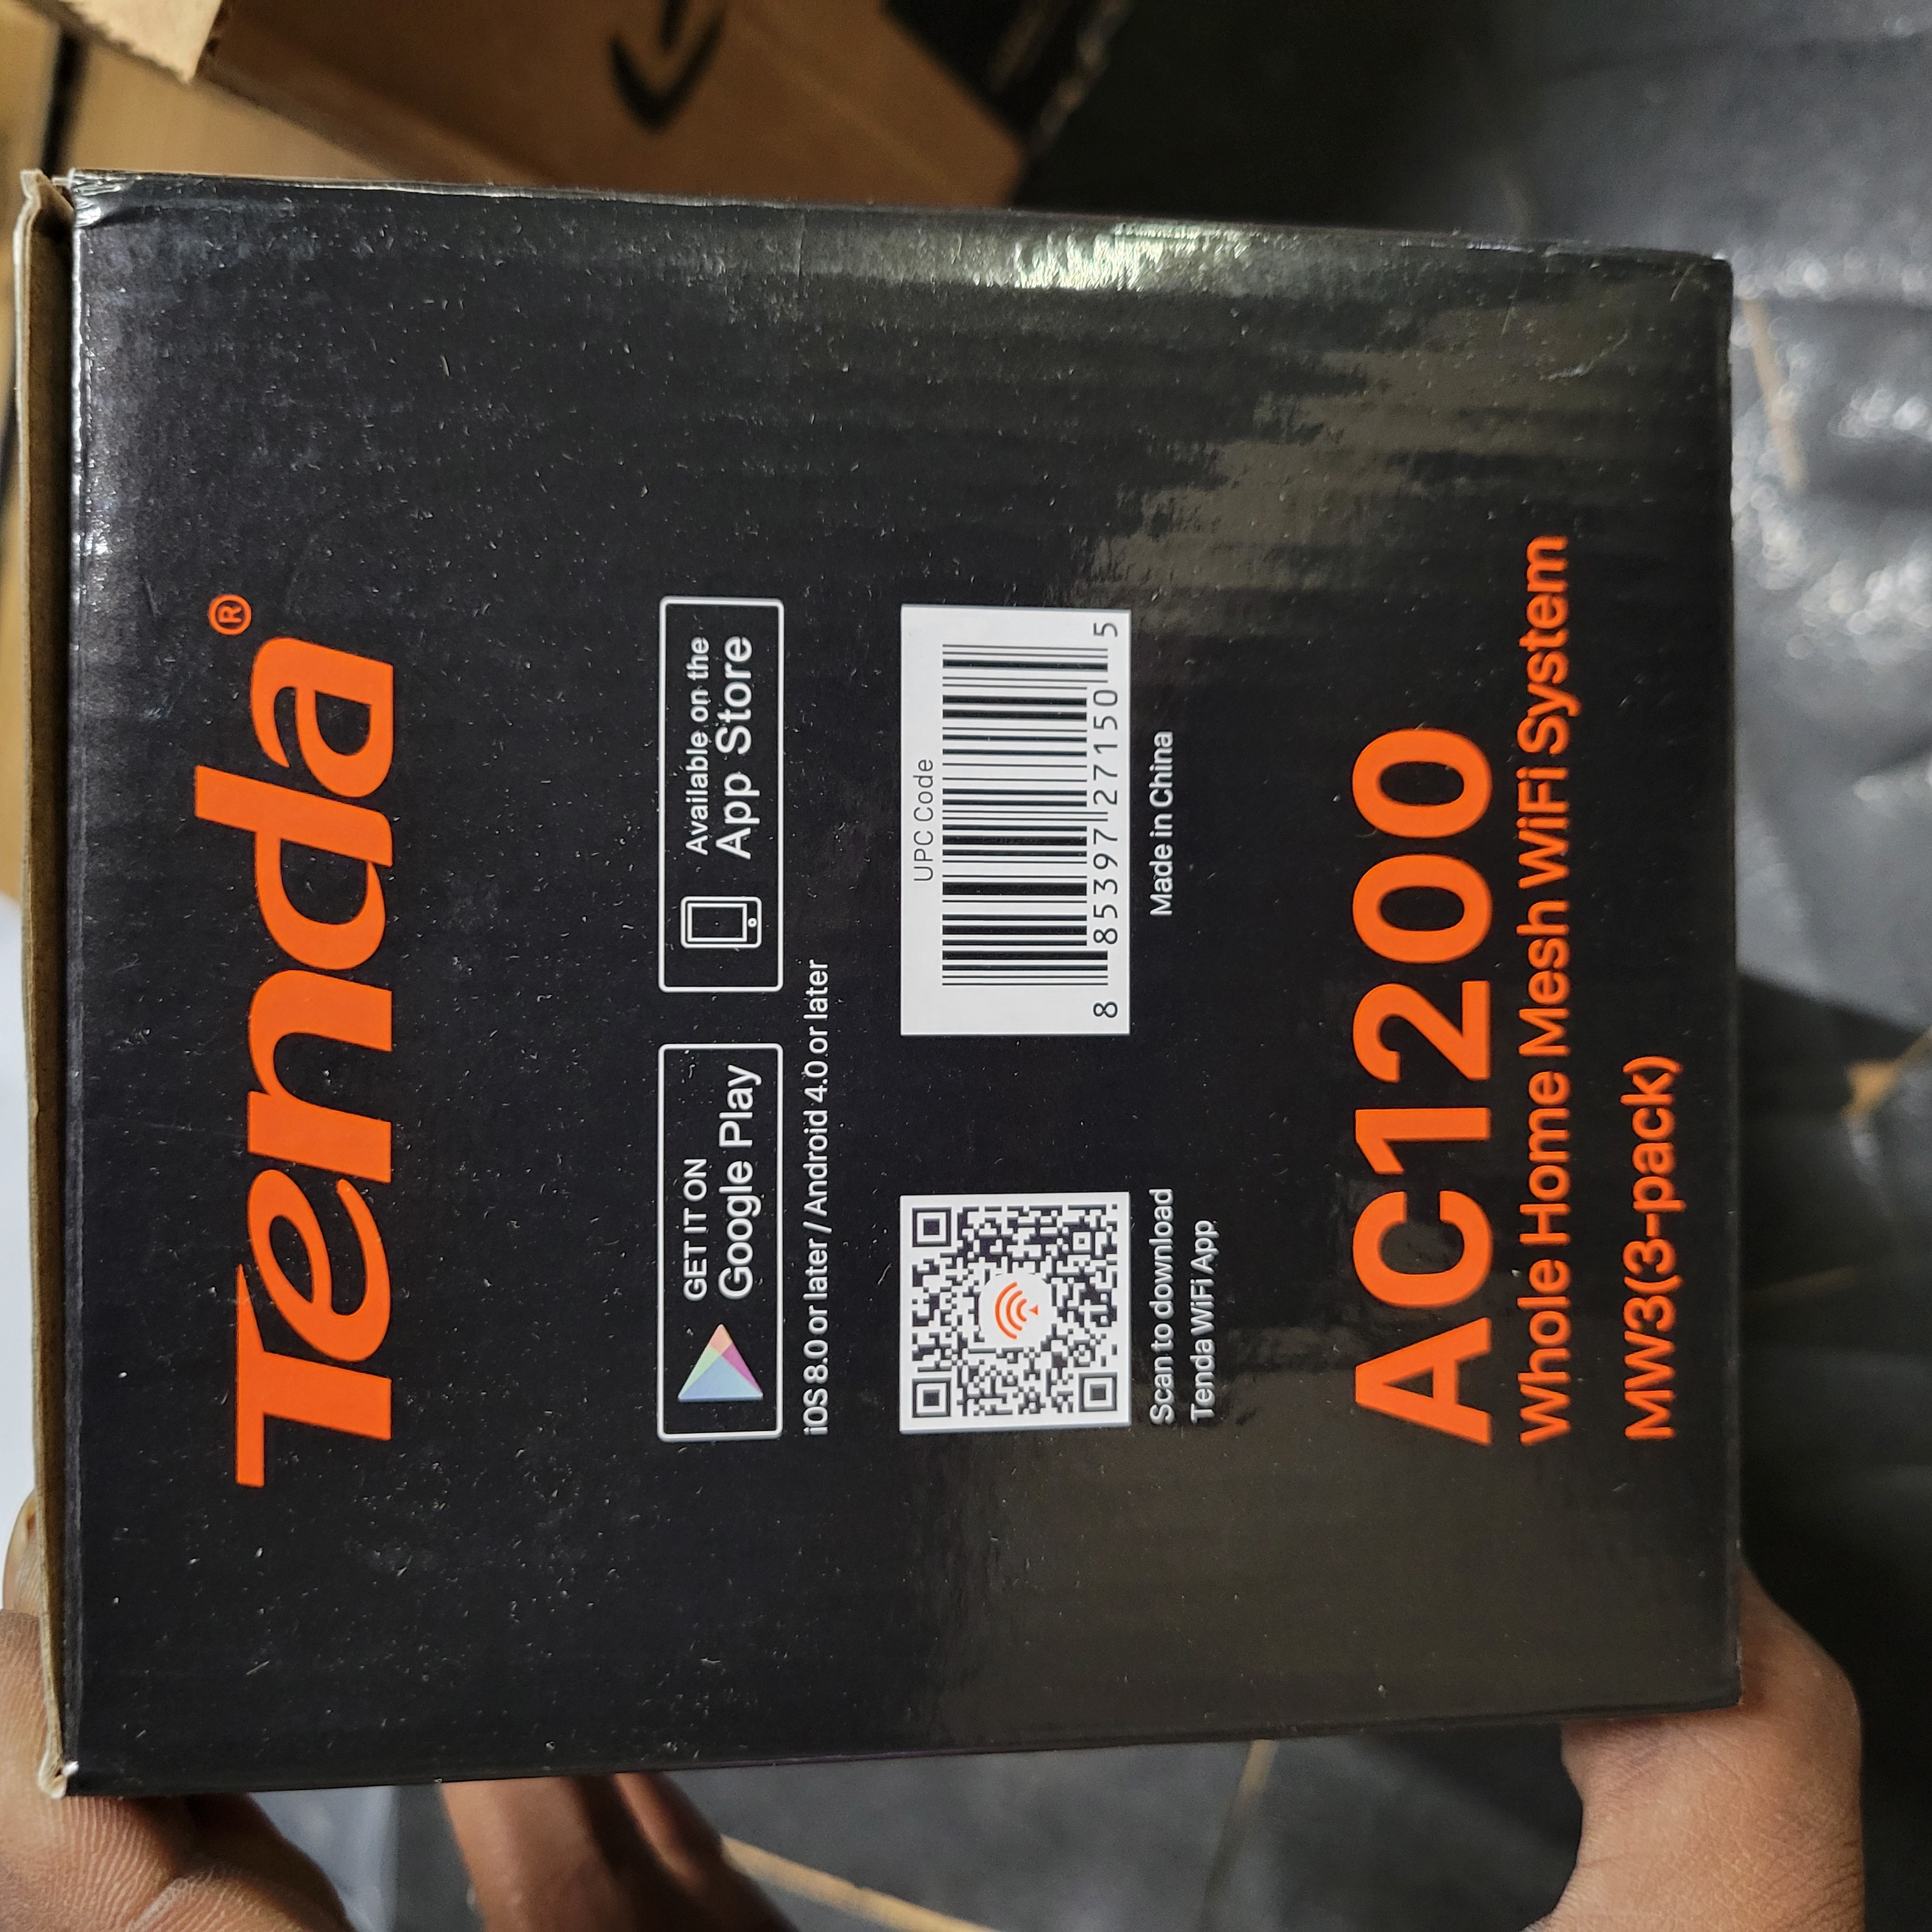 Tenda®
GET IT ON
Google Play
Available on the
App Store
iOS 8.0 or later / Android 4.0 or later
UPC Code
8 85397 27150 5
Scan to download
Tenda WiFi App
Made in China
AC1200
Whole Home Mesh WiFi System
MW3(3-pack)